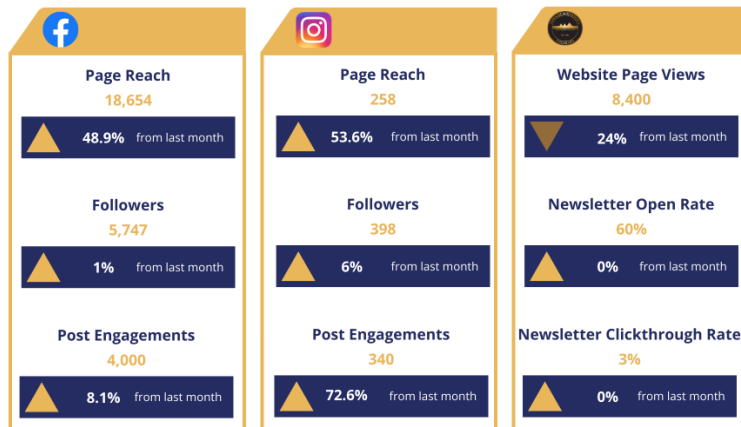 Page Reach
18,654
48.9% from last month
Followers
5,747
1% from last month
Post Engagements
4,000
8.1% from last month
Page Reach
258
53.6% from last month
Followers
398
6% from last month
Post Engagements
340
72.6% from last month
Website Page Views
8,400
24% from last month
Newsletter Open Rate
60%
0% from last month
Newsletter Clickthrough Rate
3%
0% from last month